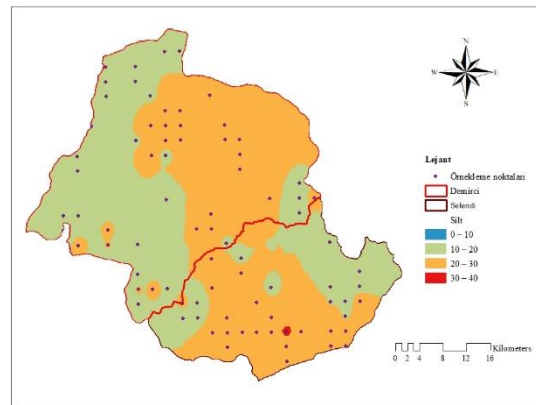 N
W E
S
Lejant
Örnekleme noktaları
Demirci
Selendi
Silt
0 – 10
10 – 20
20 – 30
30 – 40
Kilometers
0 2 4 8 12 16